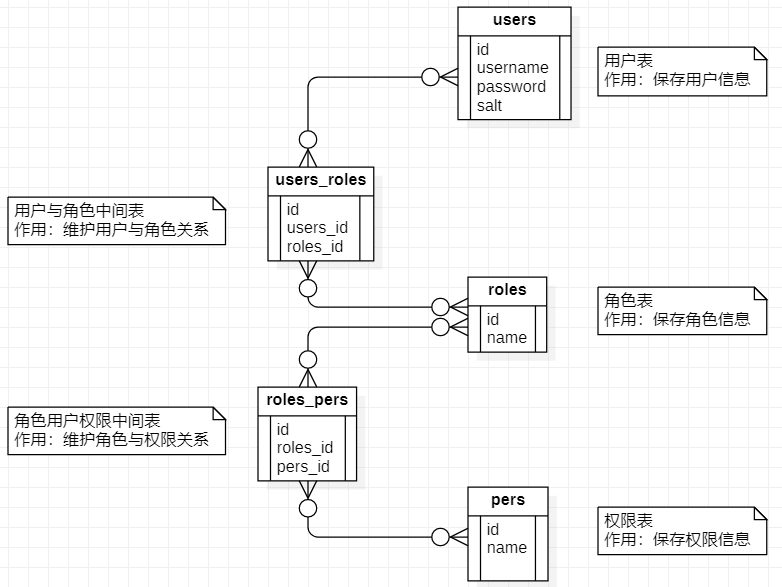 users
id
username
password
salt
用户表
作用：保存用户信息
users_roles
id
users_id
roles_id
用户与角色中间表
作用：维护用户与角色关系
roles
id
name
角色表
作用：保存角色信息
roles_pers
id
roles_id
pers_id
角色用户权限中间表
作用：维护角色与权限关系
pers
id
name
权限表
作用：保存权限信息